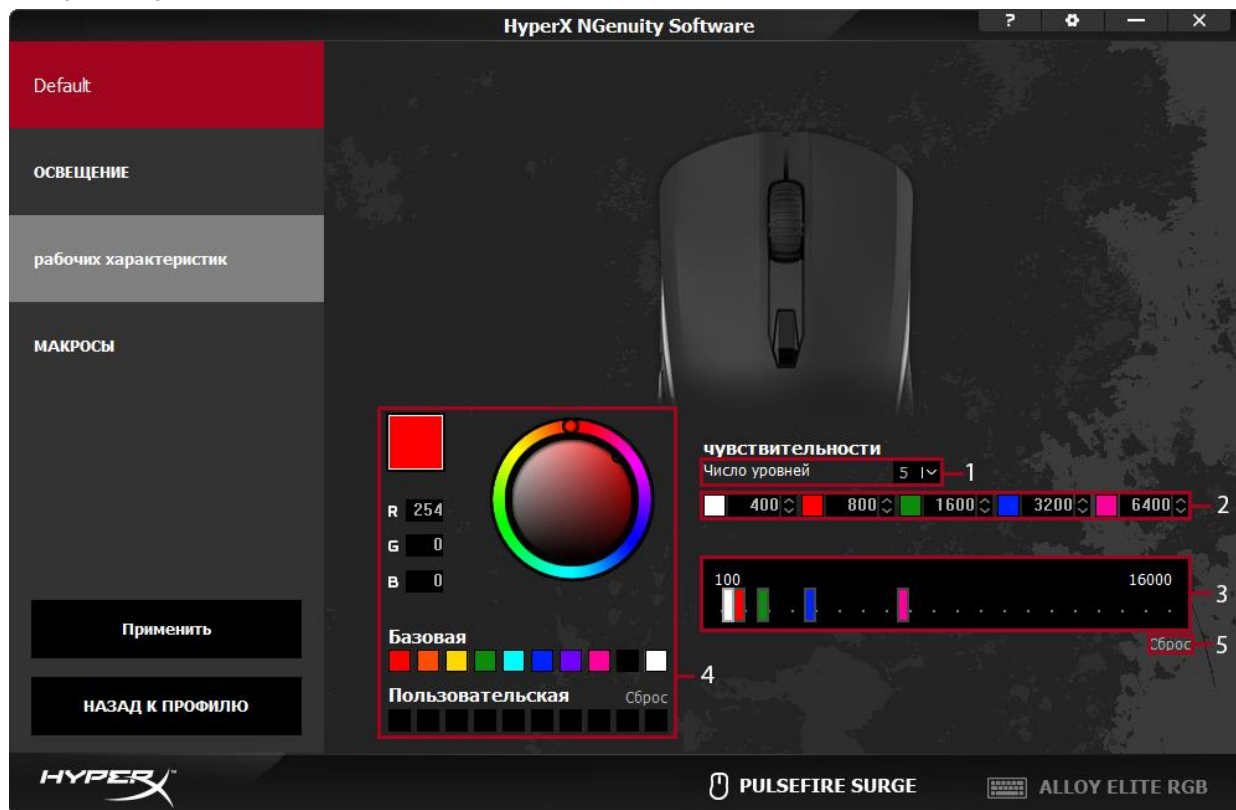 HyperX NGenuity Software
?
Default
ОСВЕЩЕНИЕ
рабочих характеристик
МАКРОСЫ
Применить
НАЗАД К ПРОФИЛЮ
R 254
G 0
B 0
Базовая
Пользовательская Сброс
4
чувствительности
Число уровней 5 1
400 800 1600 3200 6400 2
100 16000
3
Сброс 5
HYPERX
PULSEFIRE SURGE
ALLOY ELITE RGB